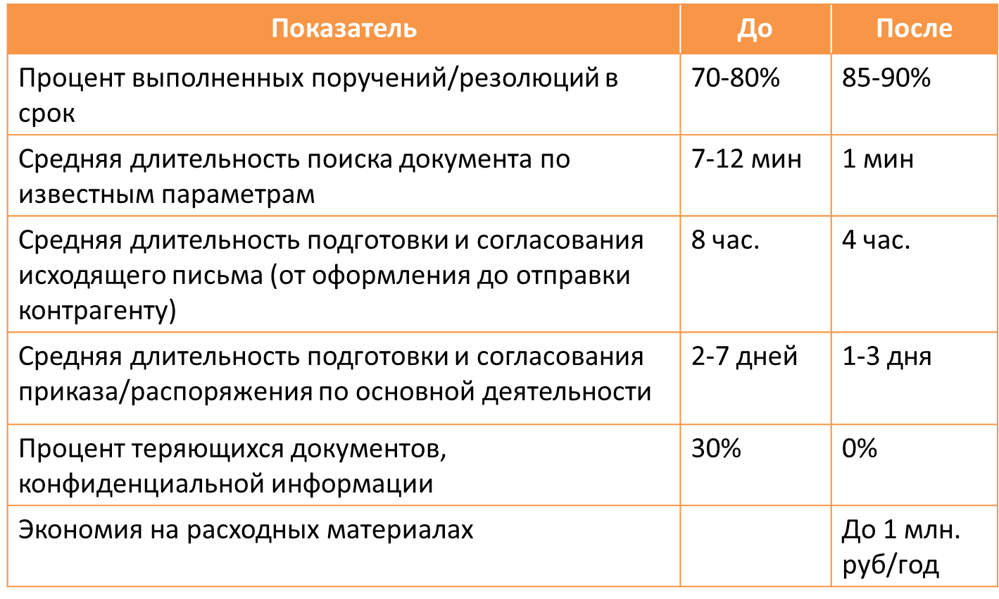 Показатель До После
Процент выполненных поручений/резолюций в 70-80% 85-90%
срок
Средняя длительность поиска документа по 7-12 мин 1 мин
известным параметрам
Средняя длительность подготовки и согласования 8 час. 4 час.
исходящего письма (от оформления до отправки
контрагенту)
Средняя длительность подготовки и согласования 2-7 дней 1-3 дня
приказа/распоряжения по основной деятельности
Процент теряющихся документов, 30% 0%
конфиденциальной информации
Экономия на расходных материалах До 1 млн.
руб/год